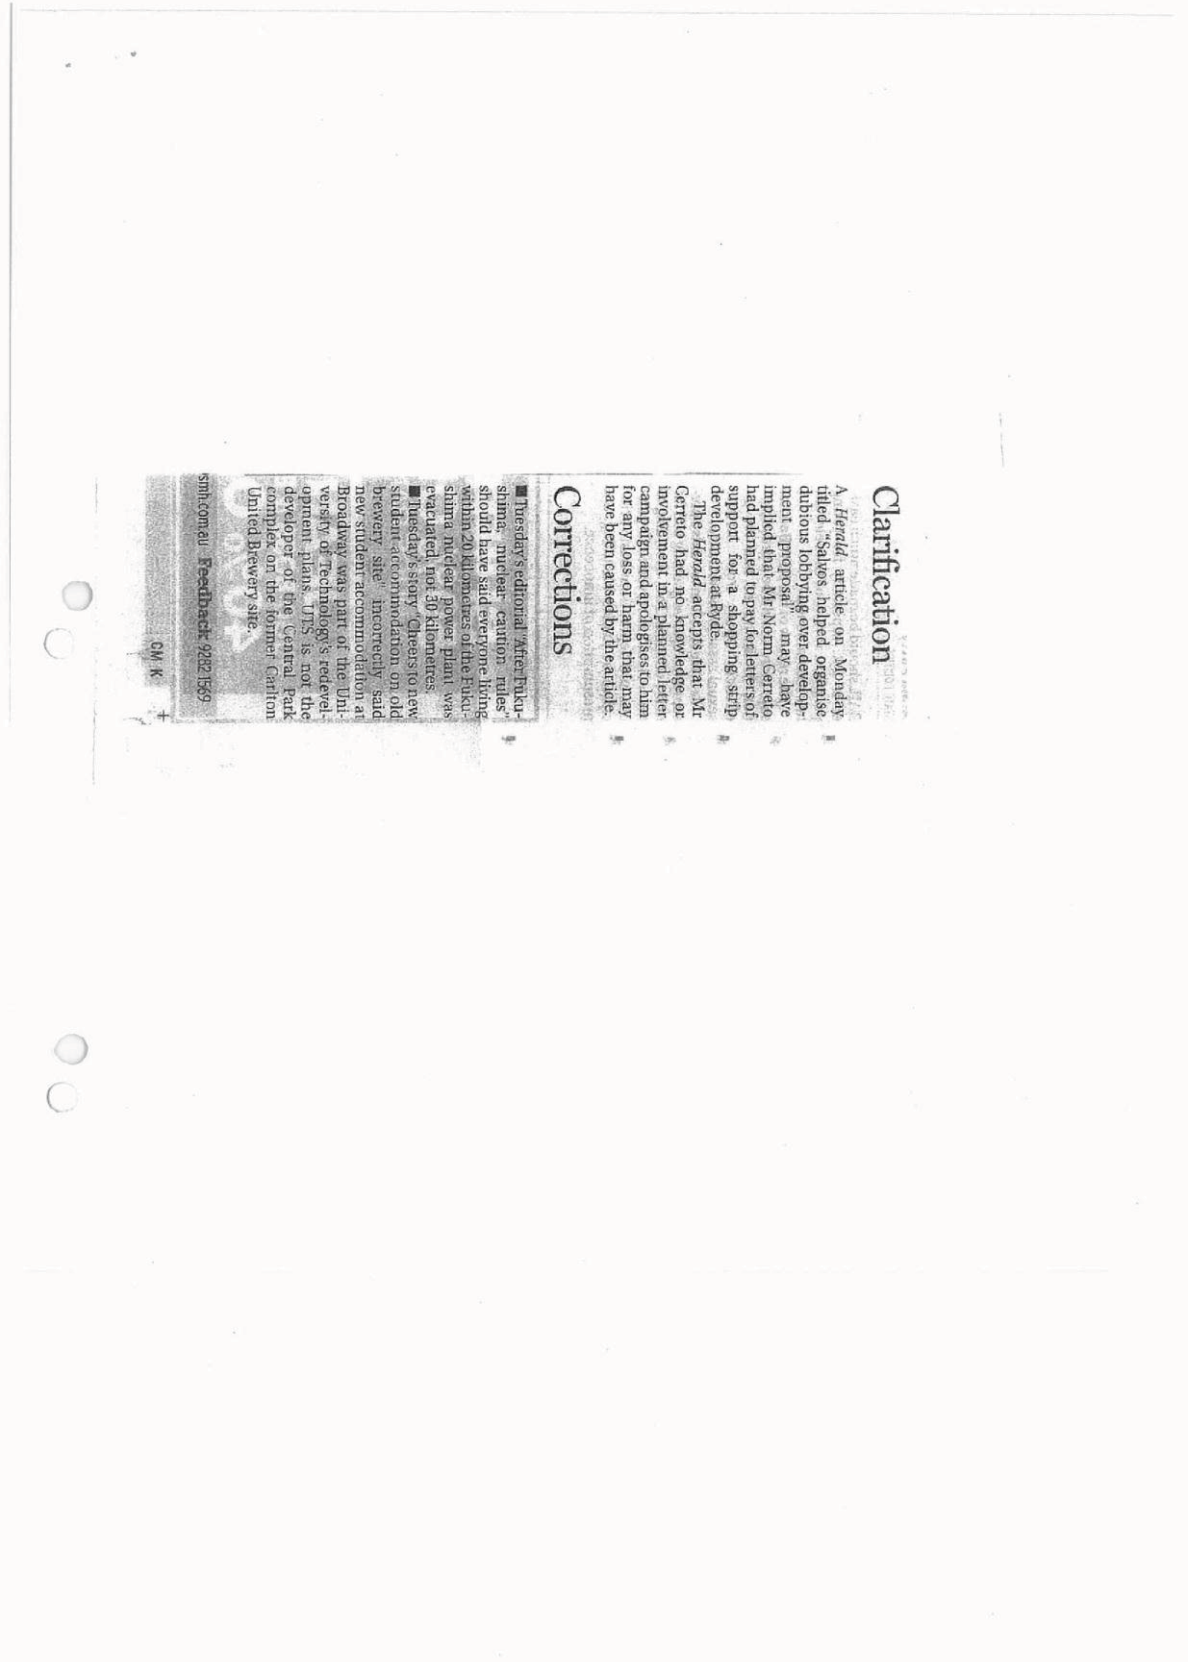 Clarification
A Herald article on Monday
titled "Salvos helped organise
dubious lobbying over develop-
ment proposal" may have
implied that Mr Norm Cerreto
had planned to pay for letters of
support for a shopping strip
development at Ryde.
The Herald accepts that Mr
Cerreto had no knowledge or
involvement in a planned letter
campaign and apologises to him
for any loss or harm that may
have been caused by the article.
Corrections
■ Tuesday's editorial "After Fuku-
shima, nuclear caution rules"
should have said everyone living
within 20 kilometres of the Fuku-
shima nuclear power plant was
evacuated, not 30 kilometres.
■ Tuesday's story "Cheers to new
student accommodation on old
brewery site" incorrectly said
new student accommodation at
Broadway was part of the Uni-
versity of Technology's redevel-
opment plans. UTS is not the
developer of the Central Park
complex on the former Carlton
United Brewery site.
smh.com.au Feedback 9282 1569
CM K